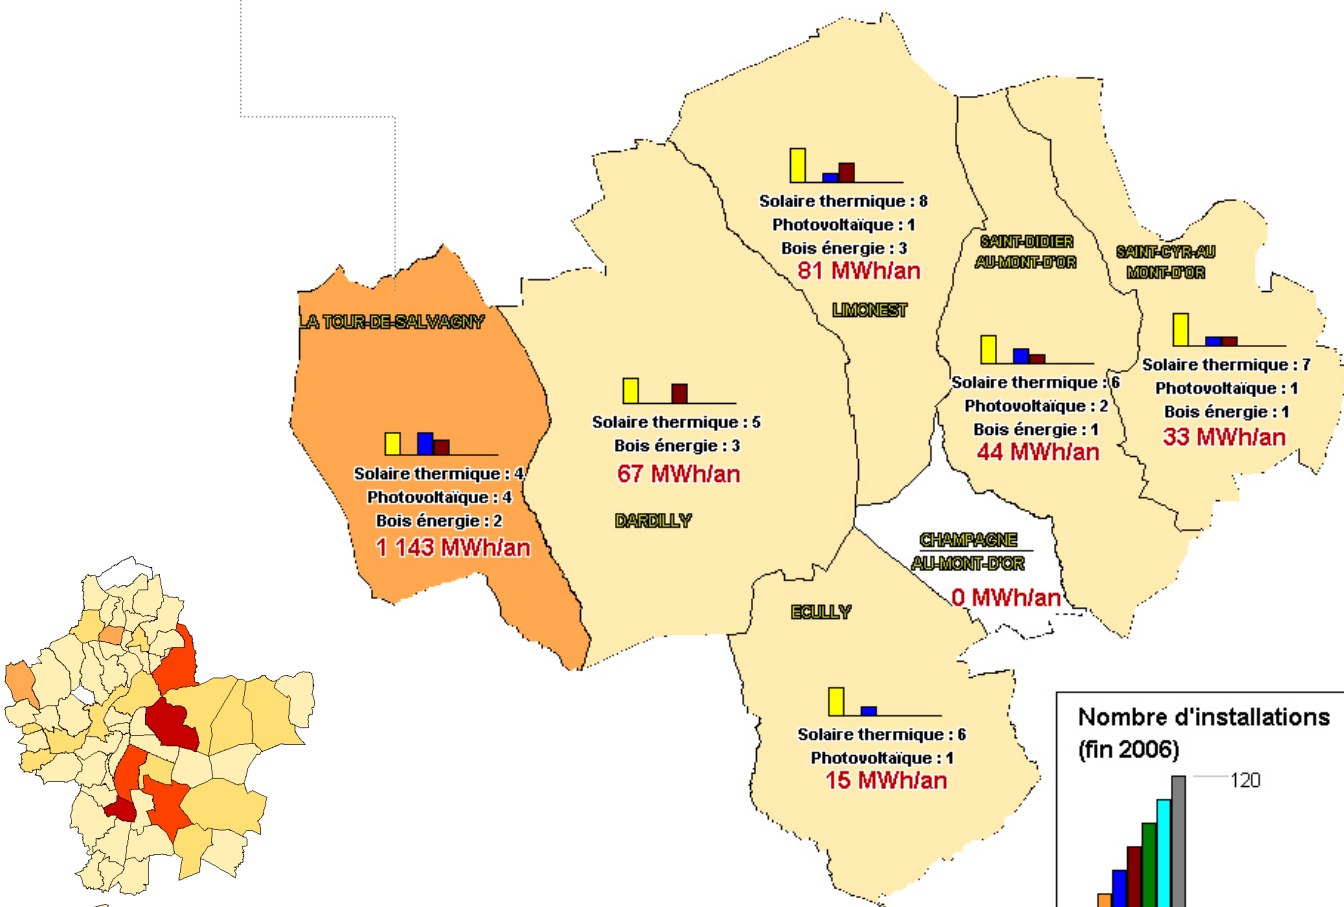 Solaire thermique : 8
Photovoltaïque : 1
Bois énergie : 3
81 MWh/an
LIMONEST
SAINT-DIDIER
AU-MONT-D'OR
SAINT-CYR-AU
MONT-D'OR
LA TOUR-DE-SALVAGNY
Solaire thermique : 4
Photovoltaïque : 4
Bois énergie : 2
1 143 MWh/an
Solaire thermique : 5
Bois énergie : 3
67 MWh/an
DARDILLY
Solaire thermique : 6
Photovoltaïque : 2
Bois énergie : 1
44 MWh/an
Solaire thermique : 7
Photovoltaïque : 1
Bois énergie : 1
33 MWh/an
CHAMPAGNE
AU-MONT-D'OR
0 MWh/an
ECULLY
Solaire thermique : 6
Photovoltaïque : 1
15 MWh/an
Nombre d'installations
(fin 2006)
120